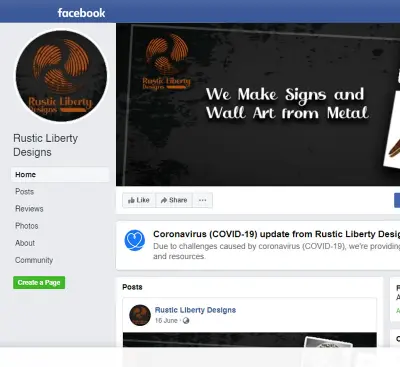 facebook
Rustic Liberty
Designs
Rustic Liberty
Designs
We Make Signs and
Wall Art from Metal
Rustic Liberty
Designs
Home
Posts
Reviews
Photos
About
Community
Create a Page
Like
Share
Coronavirus (COVID-19) update from Rustic Liberty Desig
Due to challenges caused by coronavirus (COVID-19), we're providing
and resources.
Posts
Rustic Liberty Designs
16 June